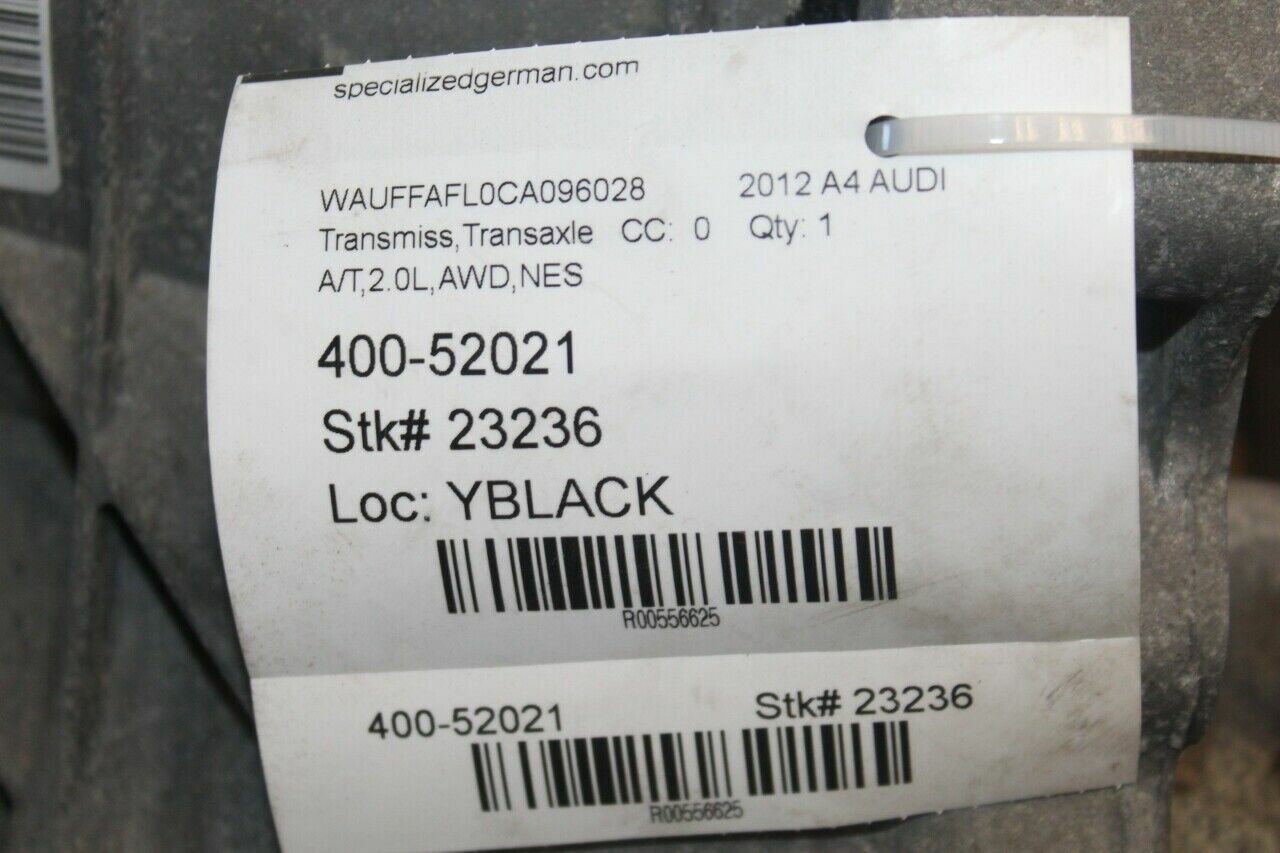 specializedgerman.com
WAUFFAFL0CA096028 2012 A4 AUDI
Transmiss,Transaxle CC: 0 Qty: 1
A/T,2.0L,AWD,NES
400-52021
Stk# 23236
Loc: YBLACK
R00556625
400-52021 Stk# 23236
R00556625